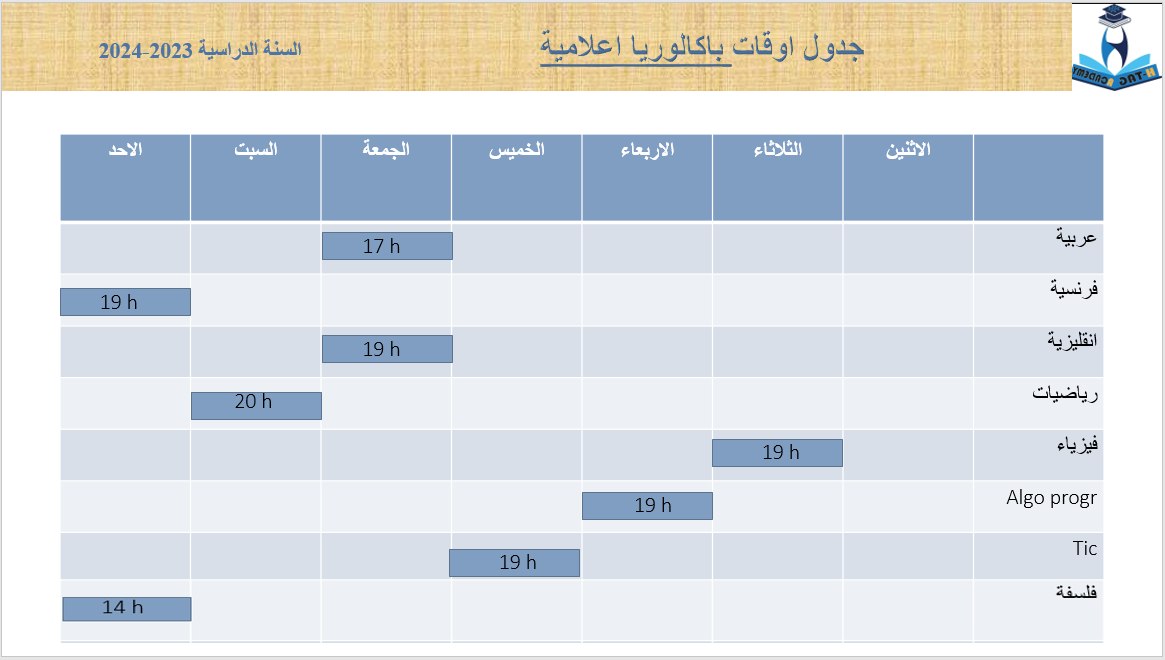 جدول اوقات باكالوريا اعلامية
السنة الدراسية 2023-2024
الاثنين الثلاثاء الاربعاء الخميس الجمعة السبت الاحد
عربية 17 h
فرنسية 19 h
انقليزية 19 h
رياضيات 20 h
فيزياء 19 h
Algo progr 19 h
Tic 19 h
فلسفة 14 h